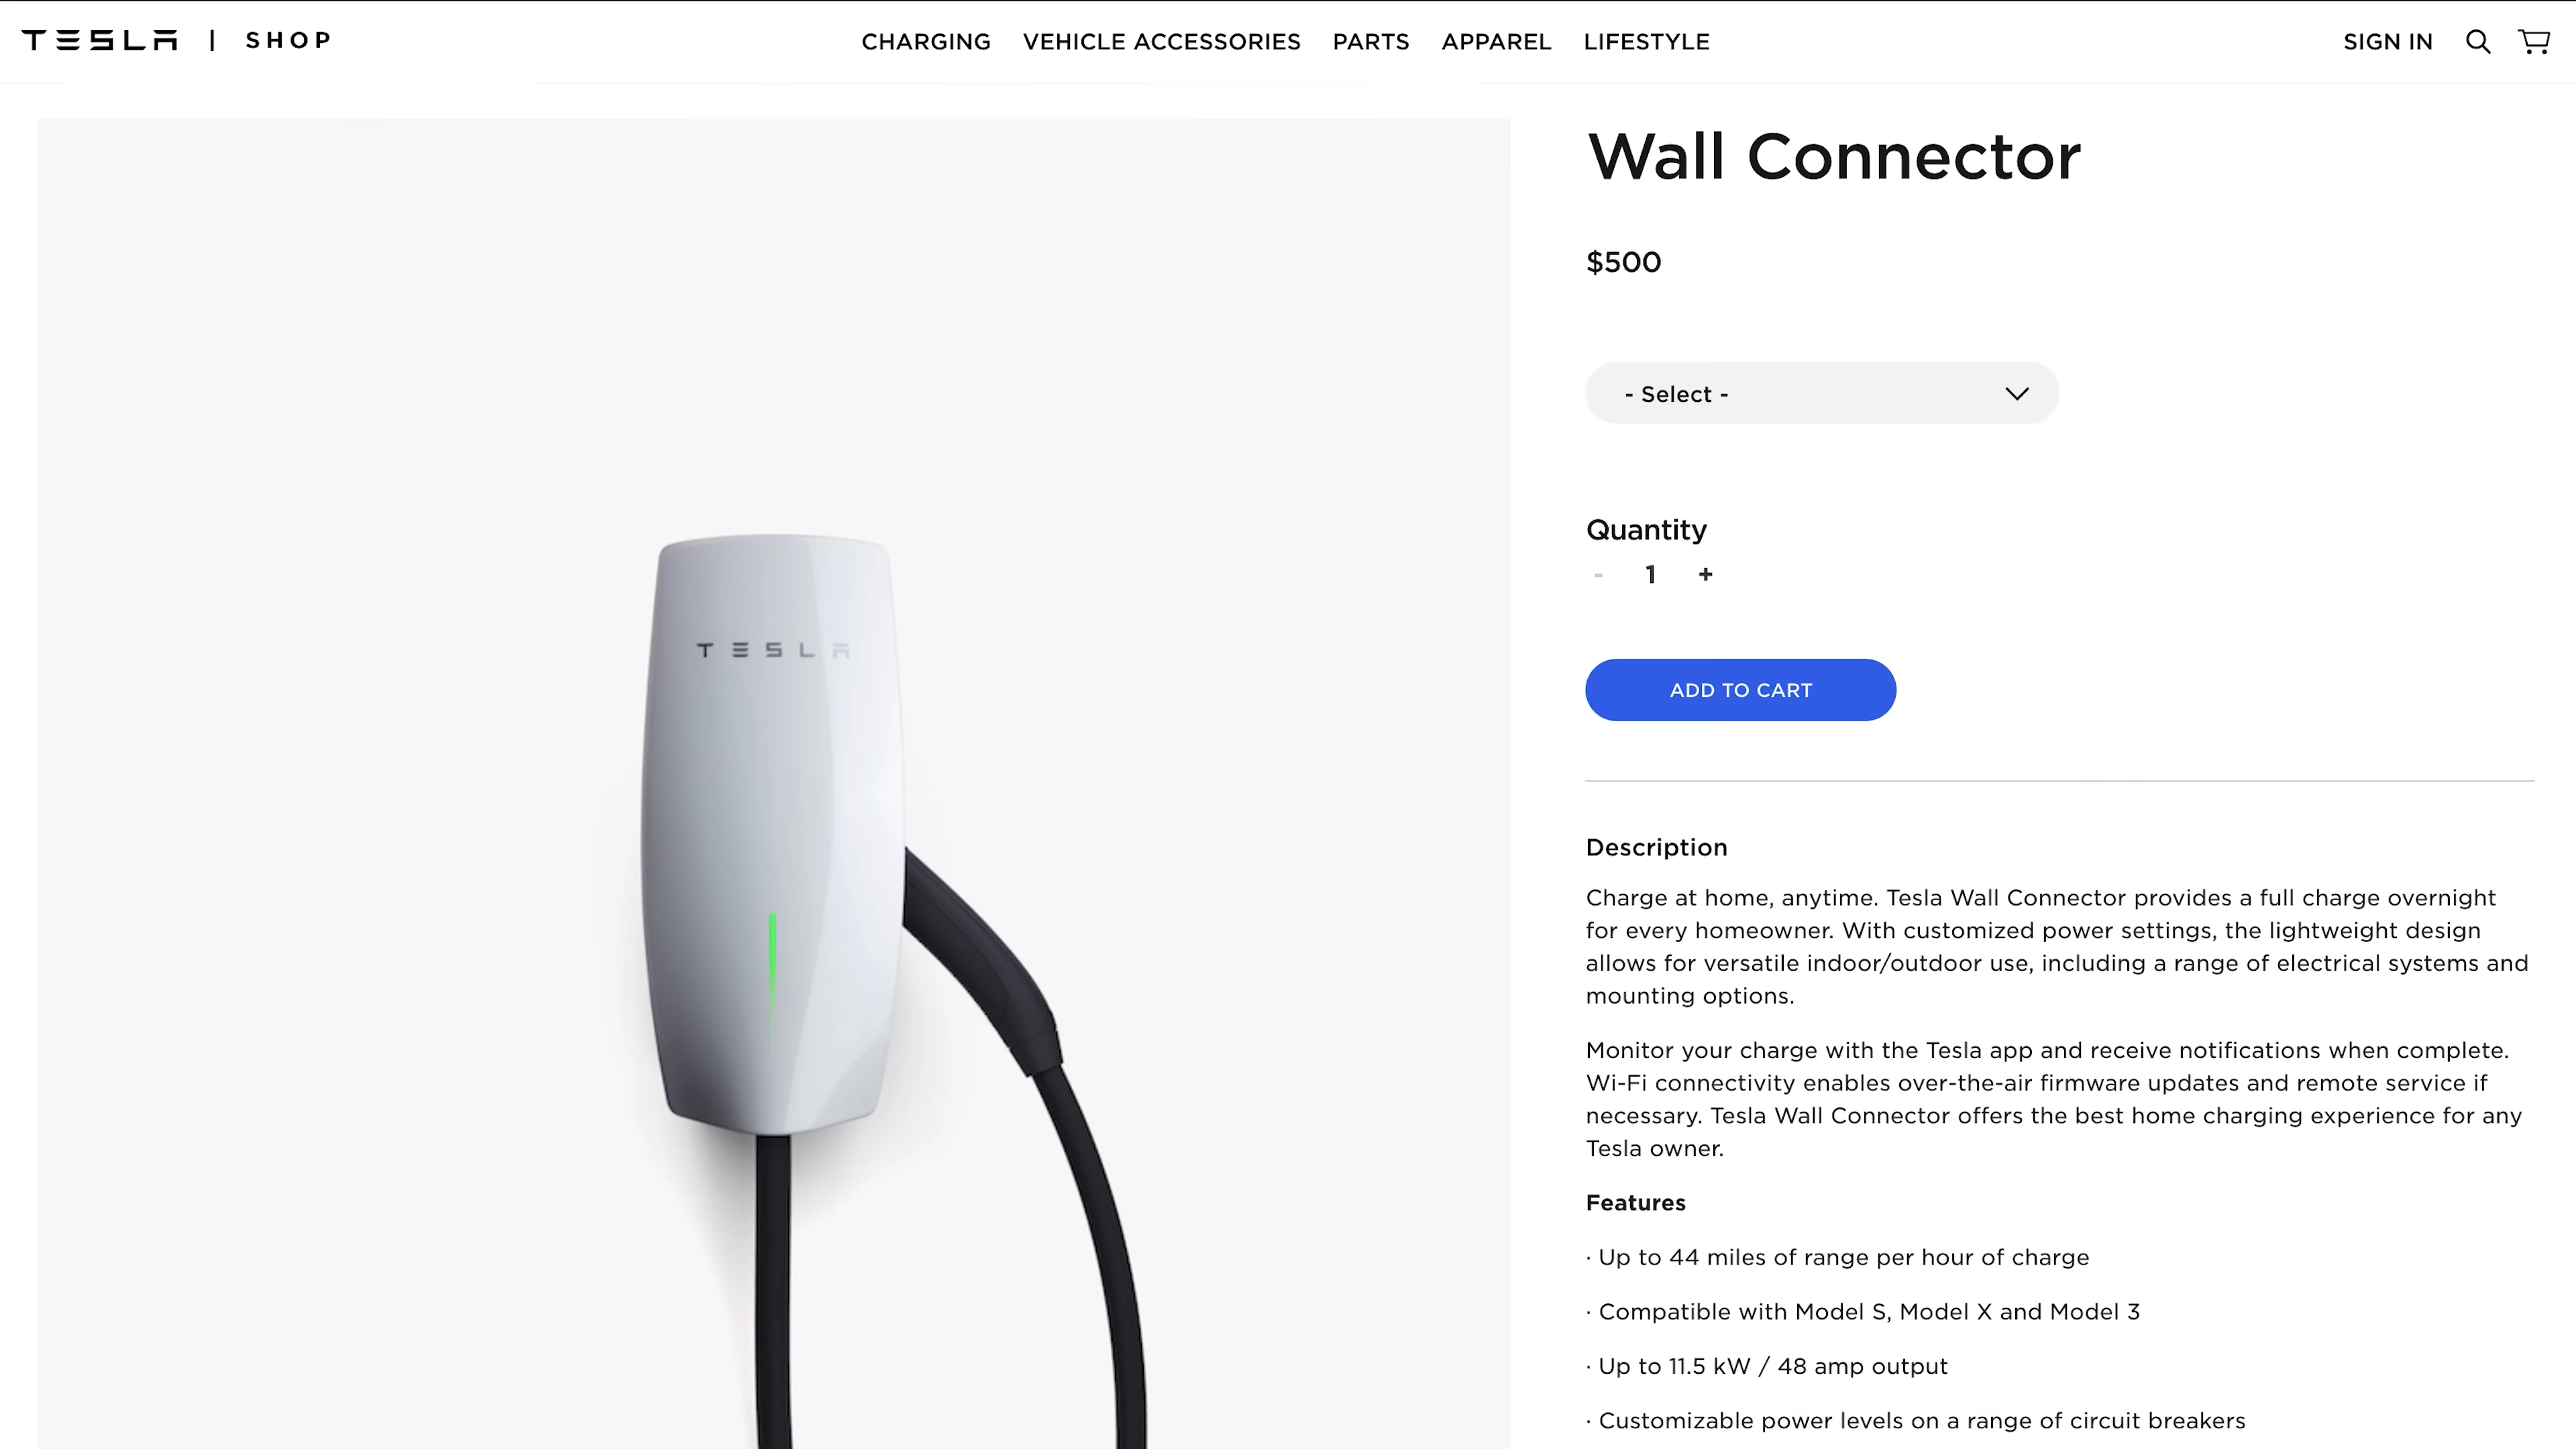 TESLA | SHOP
CHARGING VEHICLE ACCESSORIES PARTS APPAREL LIFESTYLE
SIGN IN
TESLA
Wall Connector
$500
- Select -
Quantity
- 1 +
ADD TO CART
Description
Charge at home, anytime. Tesla Wall Connector provides a full charge overnight
for every homeowner. With customized power settings, the lightweight design
allows for versatile indoor/outdoor use, including a range of electrical systems and
mounting options.
Monitor your charge with the Tesla app and receive notifications when complete.
Wi-Fi connectivity enables over-the-air firmware updates and remote service if
necessary. Tesla Wall Connector offers the best home charging experience for any
Tesla owner.
Features
· Up to 44 miles of range per hour of charge
· Compatible with Model S, Model X and Model 3
· Up to 11.5 kW / 48 amp output
· Customizable power levels on a range of circuit breakers